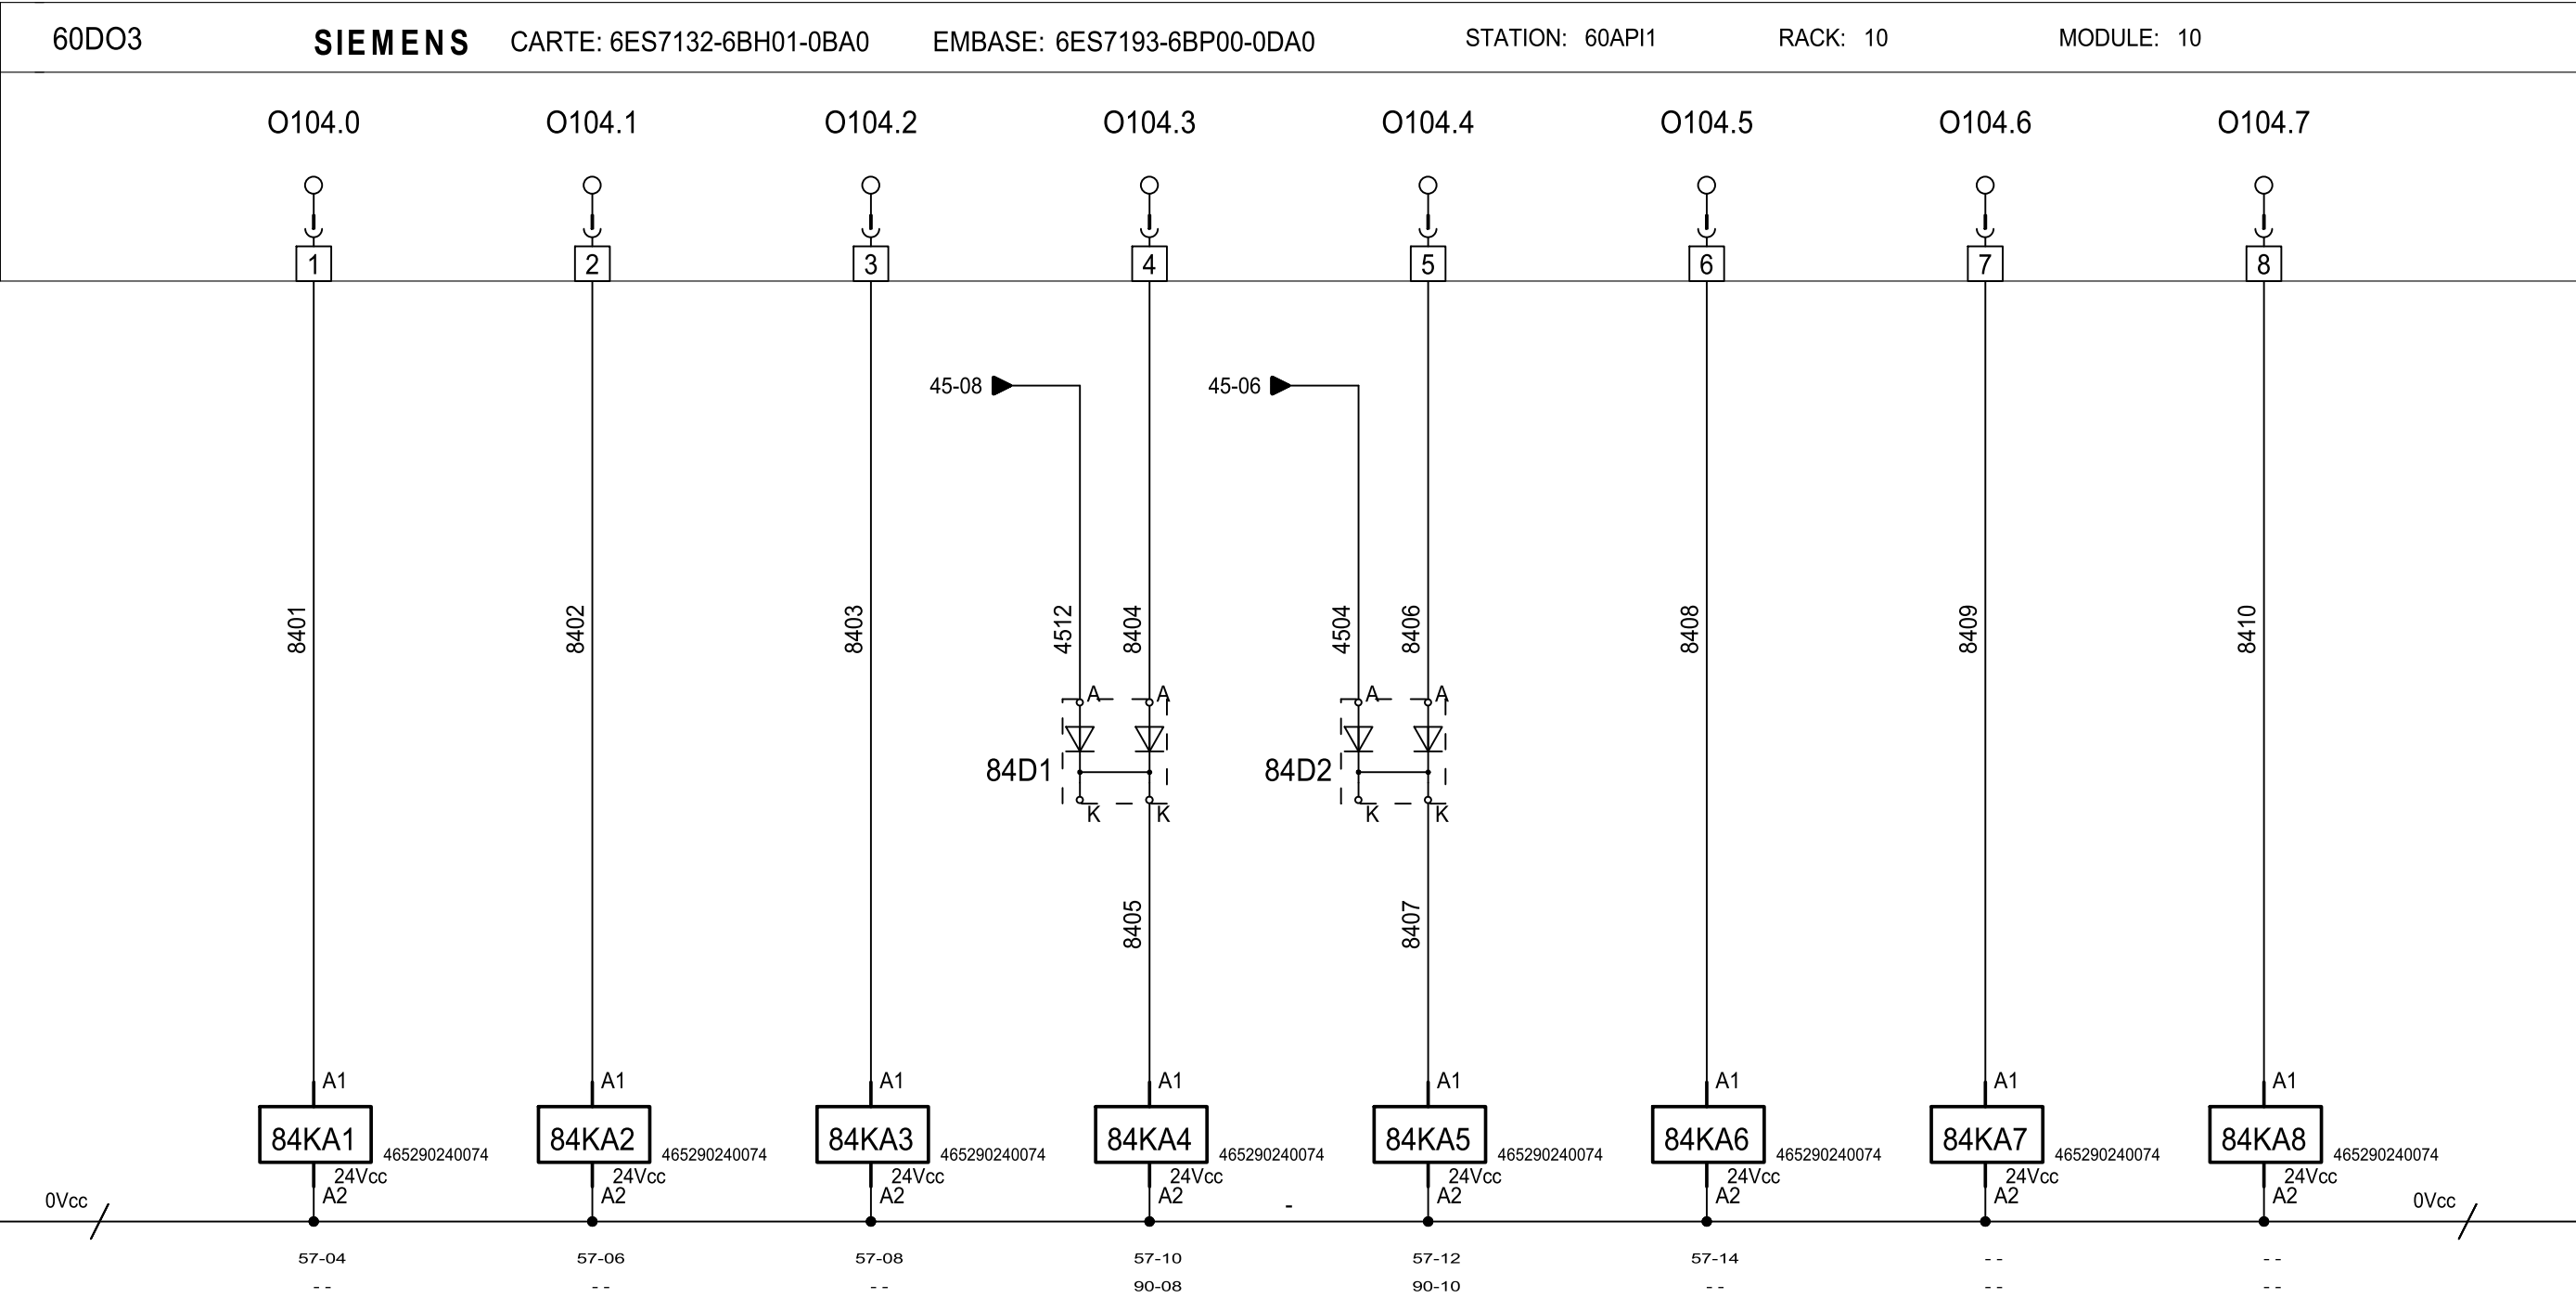 60DO3 SIEMENS CARTE: 6ES7132-6BH01-0BA0 EMBASE: 6ES7193-6BP00-0DA0 STATION: 60API1 RACK: 10 MODULE: 10
O104.0 O104.1 O104.2 O104.3 O104.4 O104.5 O104.6 O104.7
1 2 3 4 5 6 7 8
45-08 45-06
8401 8402 8403 4512 8404 4504 8406 8408 8409 8410
A A A A
84D1 84D2
K K K K
8405 8407
A1 A1 A1 A1 A1 A1 A1 A1
84KA1 465290240074 84KA2 465290240074 84KA3 465290240074 84KA4 465290240074 84KA5 465290240074 84KA6 465290240074 84KA7 465290240074 84KA8 465290240074
24Vcc 24Vcc 24Vcc 24Vcc 24Vcc 24Vcc 24Vcc 24Vcc
0Vcc A2 A2 A2 A2 - A2 A2 A2 A2 0Vcc
57-04 57-06 57-08 57-10 57-12 57-14 - - - -
- - - - - - 90-08 90-10 - - - - - -